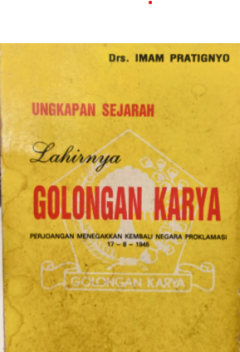 Drs. IMAM PRATIGNYO
UNGKAPAN SEJARAH
Lahirnya
GOLONGAN KARYA
PERJOANGAN MENEGAKKAN KEMBALI NEGARA PROKLAMASI
17 – 8 – 1945
GOLONGAN KARYA